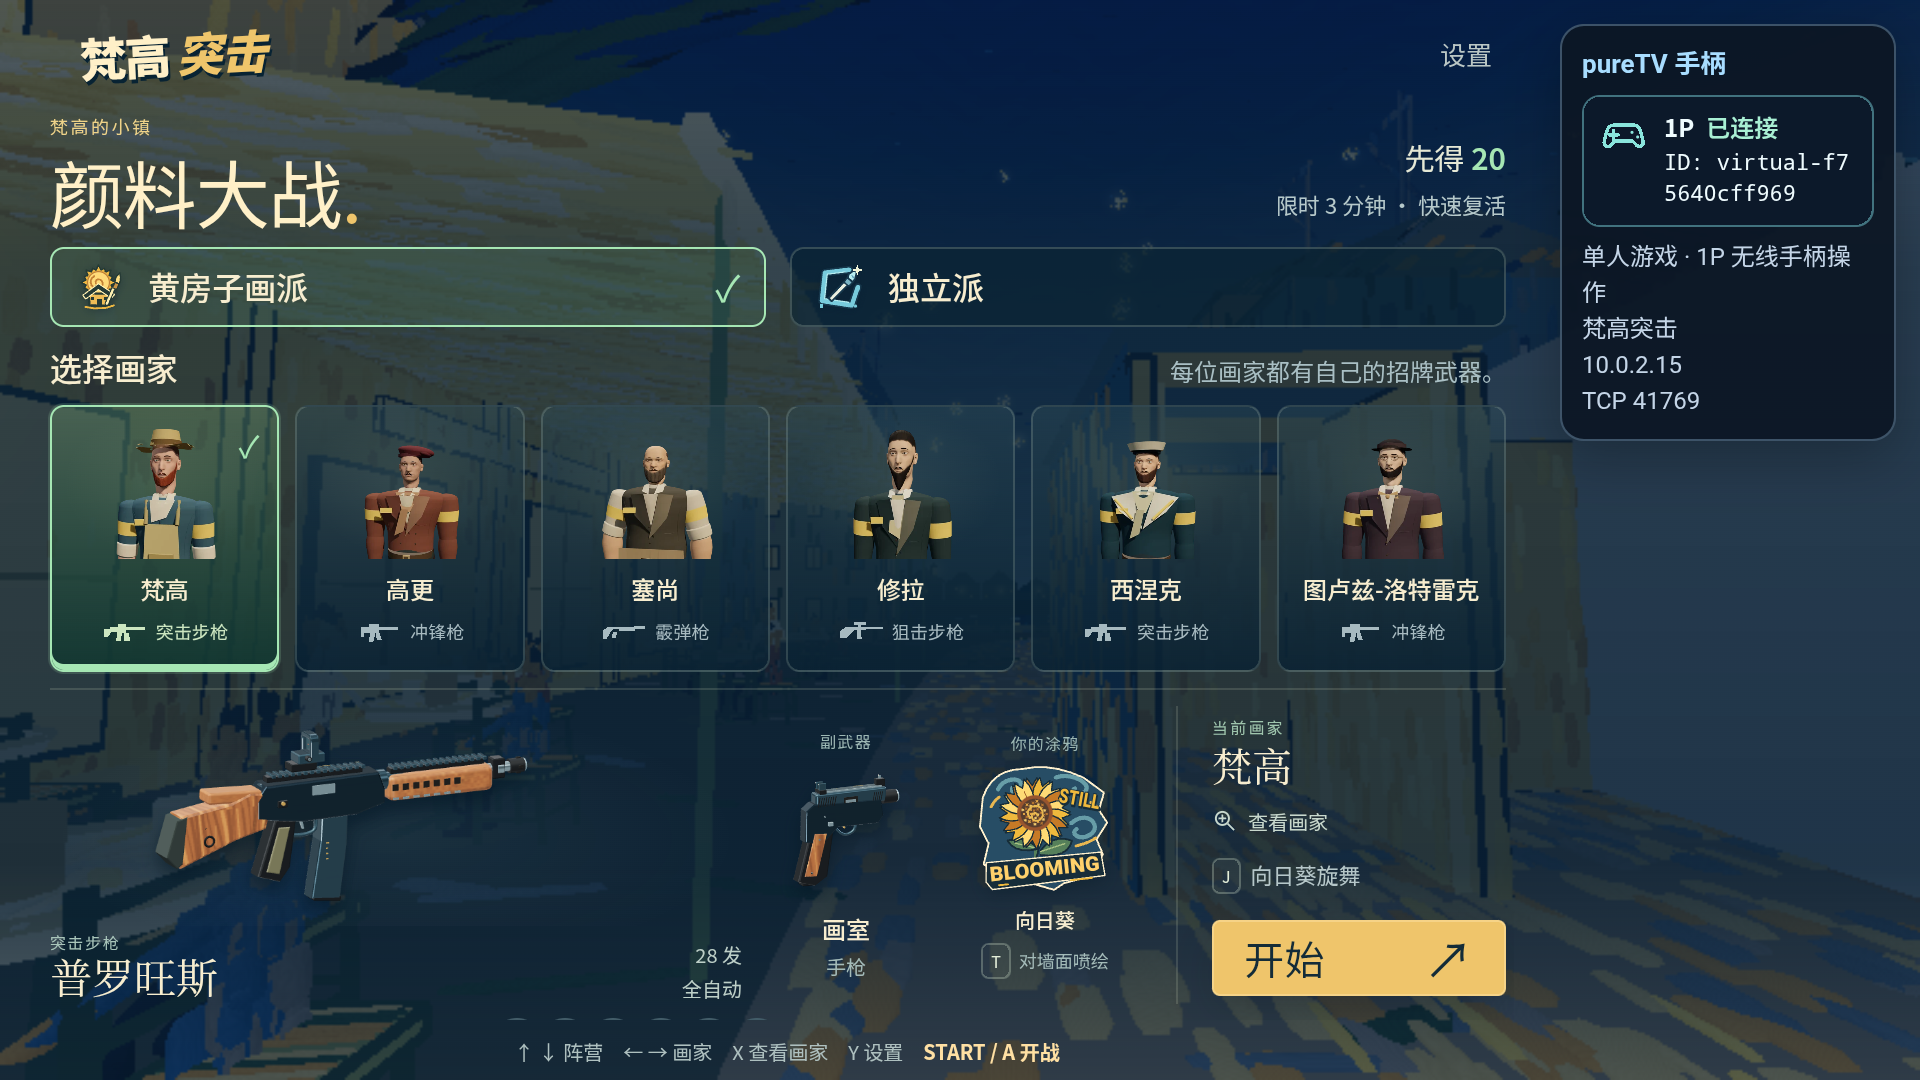 梵高 突击
设置
梵高的小镇
颜料大战.
先得 20
限时 3 分钟 · 快速复活
黄房子画派
独立派
选择画家
每位画家都有自己的招牌武器。
梵高
突击步枪
高更
冲锋枪
塞尚
霰弹枪
修拉
狙击步枪
西涅克
突击步枪
图卢兹-洛特雷克
冲锋枪
突击步枪
普罗旺斯
28 发
全自动
副武器
画室
手枪
你的涂鸦
STILL
BLOOMING
向日葵
T 对墙面喷绘
当前画家
梵高
查看画家
J 向日葵旋舞
开始
↑ ↓ 阵营 ←→ 画家 X 查看画家 Y 设置 START / A 开战
pureTV 手柄
1P 已连接
ID: virtual-f7
5640cff969
单人游戏 · 1P 无线手柄操
作
梵高突击
10.0.2.15
TCP 41769